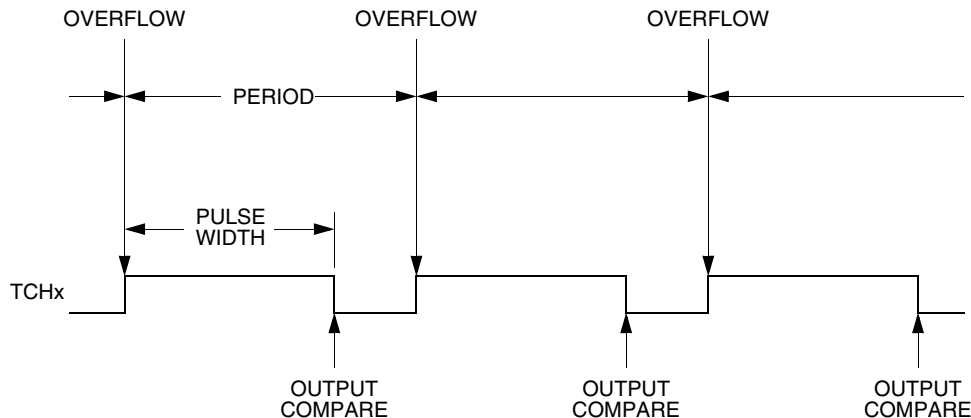 OVERFLOW
OVERFLOW
OVERFLOW
PERIOD
PULSE
WIDTH
TCHx
OUTPUT
COMPARE
OUTPUT
COMPARE
OUTPUT
COMPARE